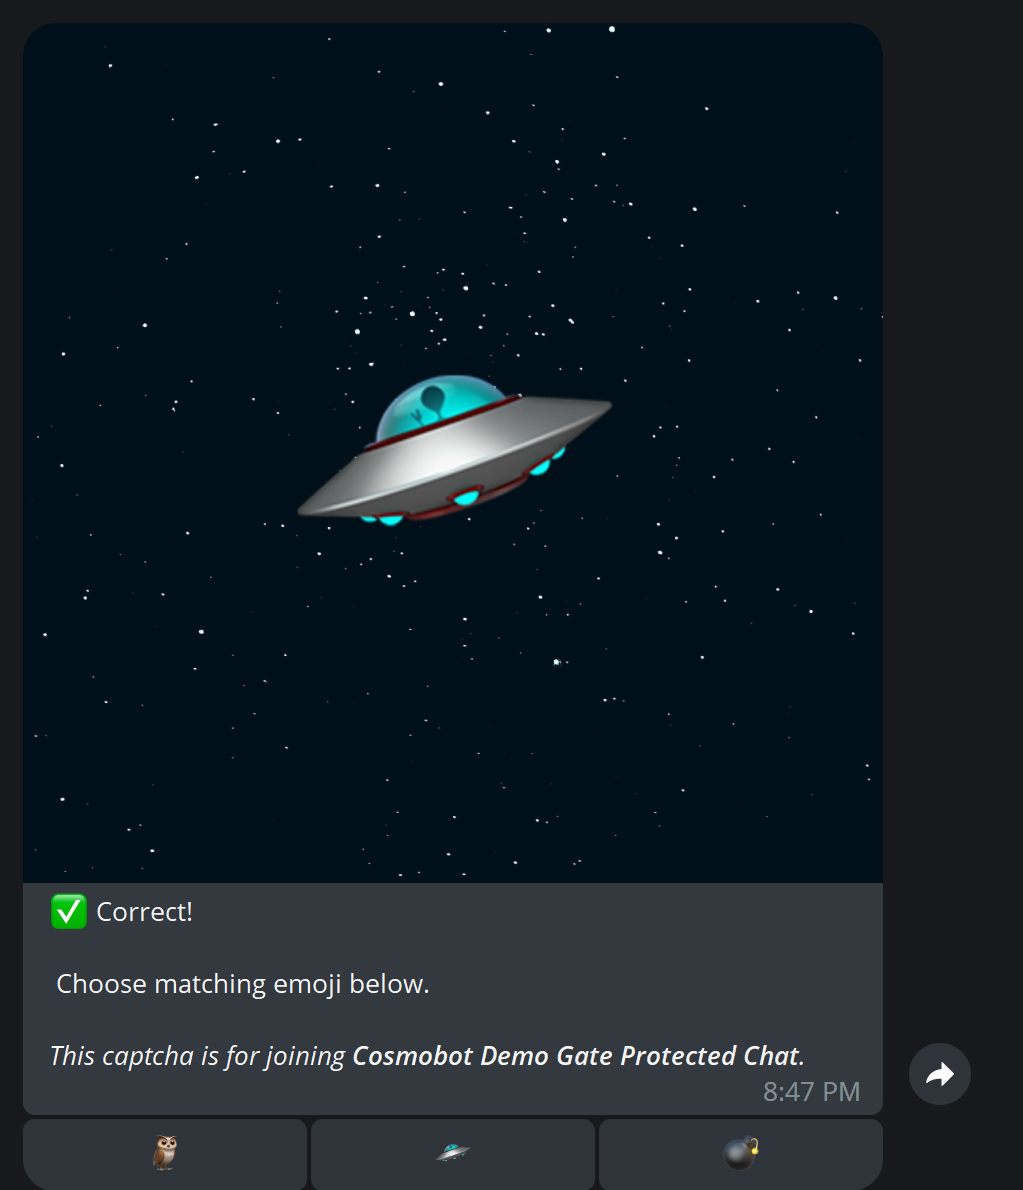 ✅ Correct!
Choose matching emoji below.
This captcha is for joining Cosmobot Demo Gate Protected Chat.
8:47 PM